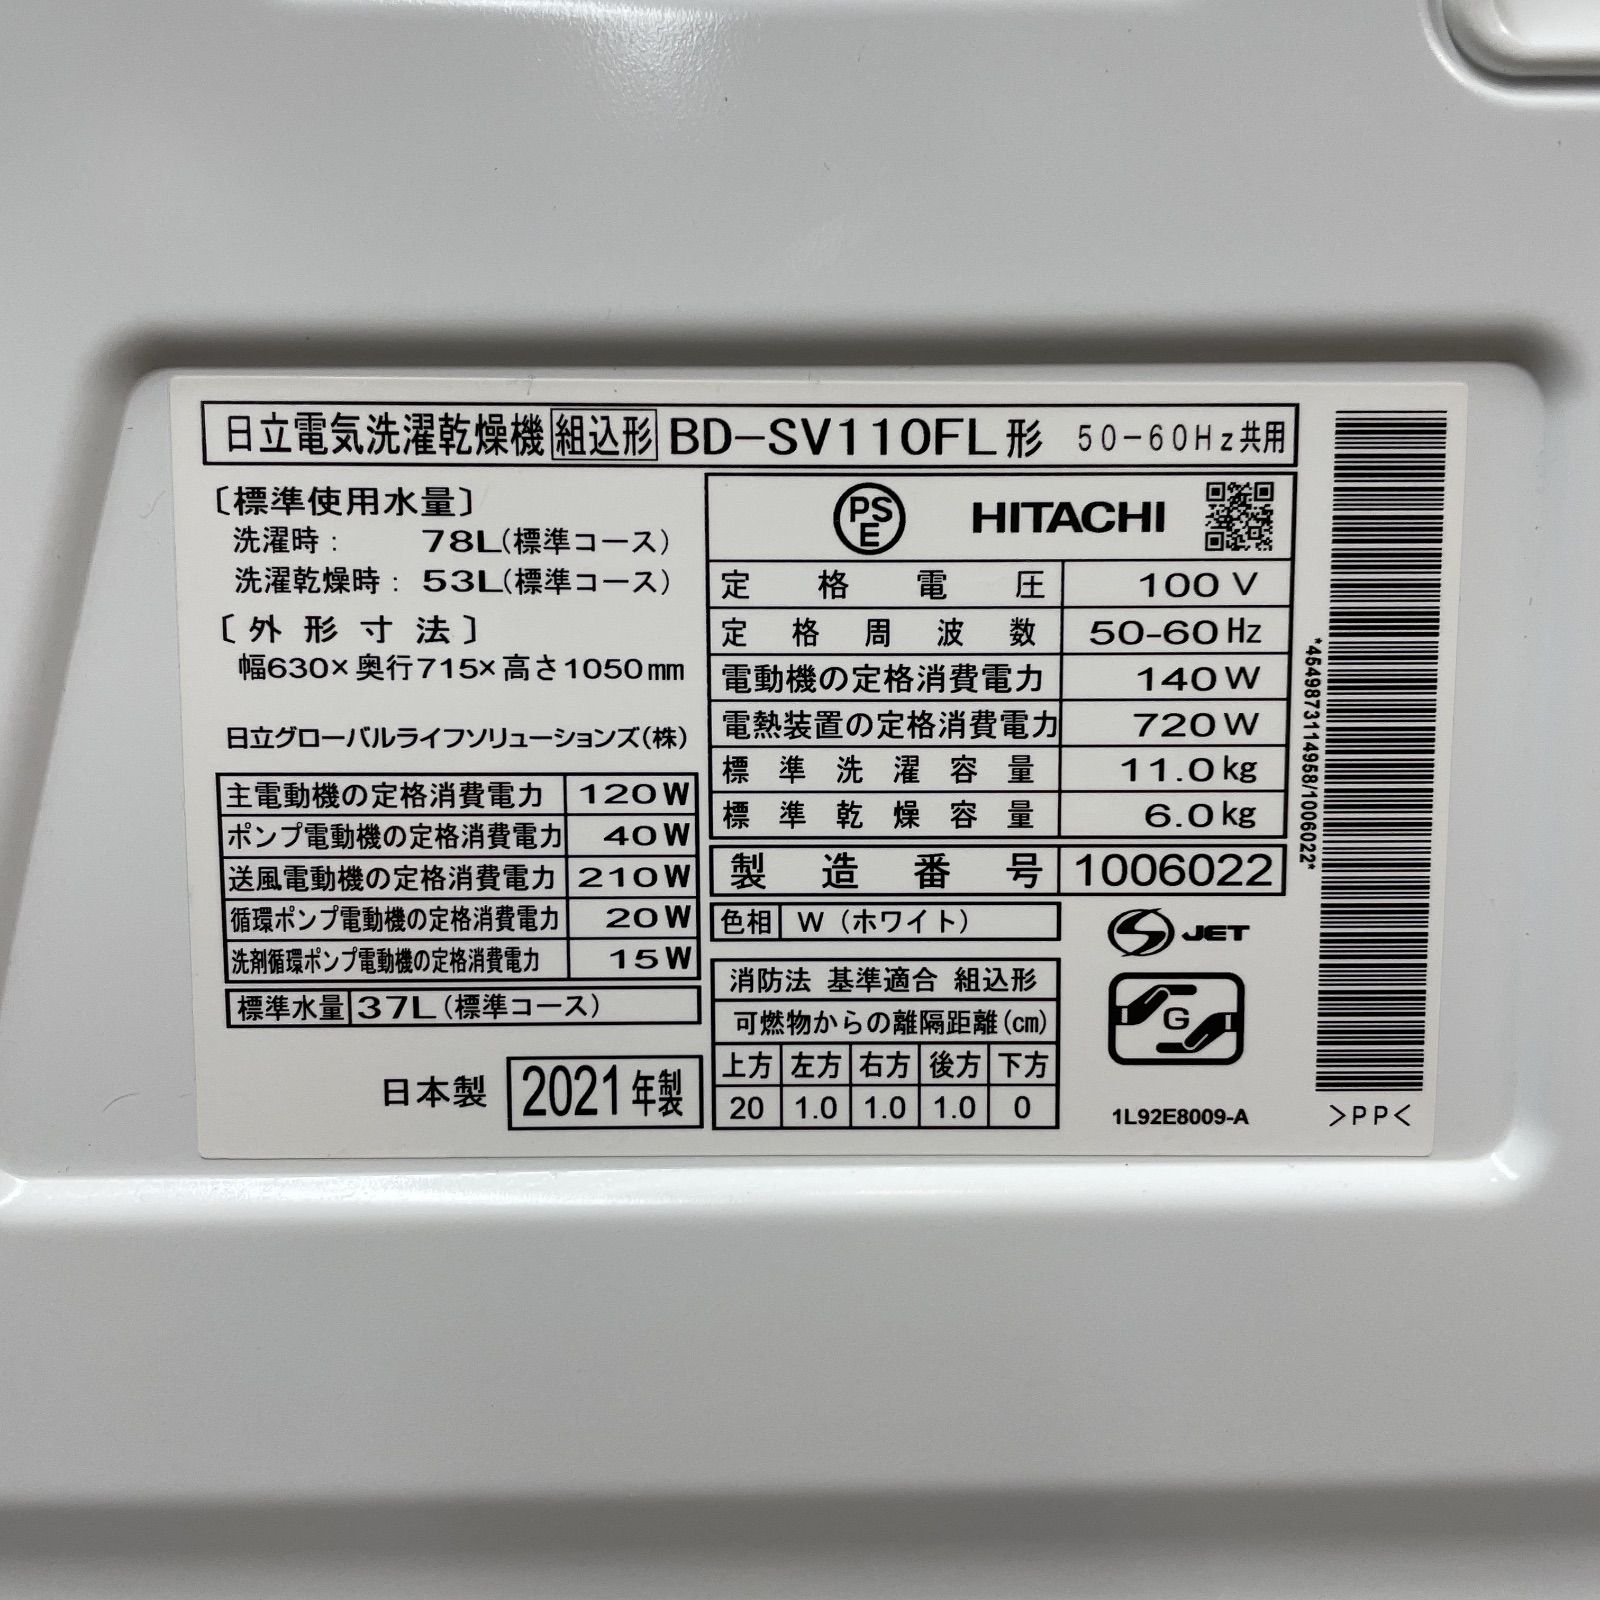 日立電気洗濯乾燥機 組込形 BD-SV110FL形 50-60Hz共用
〔標準使用水量〕
洗濯時: 78L(標準コース)
洗濯乾燥時: 53L(標準コース)
〔外形寸法〕
幅630×奥行715×高さ1050mm
日立グローバルライフソリューションズ(株)
主電動機の定格消費電力 120W
ポンプ電動機の定格消費電力 40W
送風電動機の定格消費電力 210W
循環ポンプ電動機の定格消費電力 20W
洗剤循環ポンプ電動機の定格消費電力 15W
標準水量 37L(標準コース)
日本製 2021年製
PSE HITACHI
定格電圧 100V
定格周波数 50-60Hz
電動機の定格消費電力 140W
電熱装置の定格消費電力 720W
標準洗濯容量 11.0kg
標準乾燥容量 6.0kg
製造番号 1006022
色相 W(ホワイト)
消防法 基準適合 組込形
可燃物からの離隔距離(cm)
上方 左方 右方 後方 下方
20 1.0 1.0 1.0 0
S JET
G
1L92E8009-A
*4549873114958/1006022*
>PP<